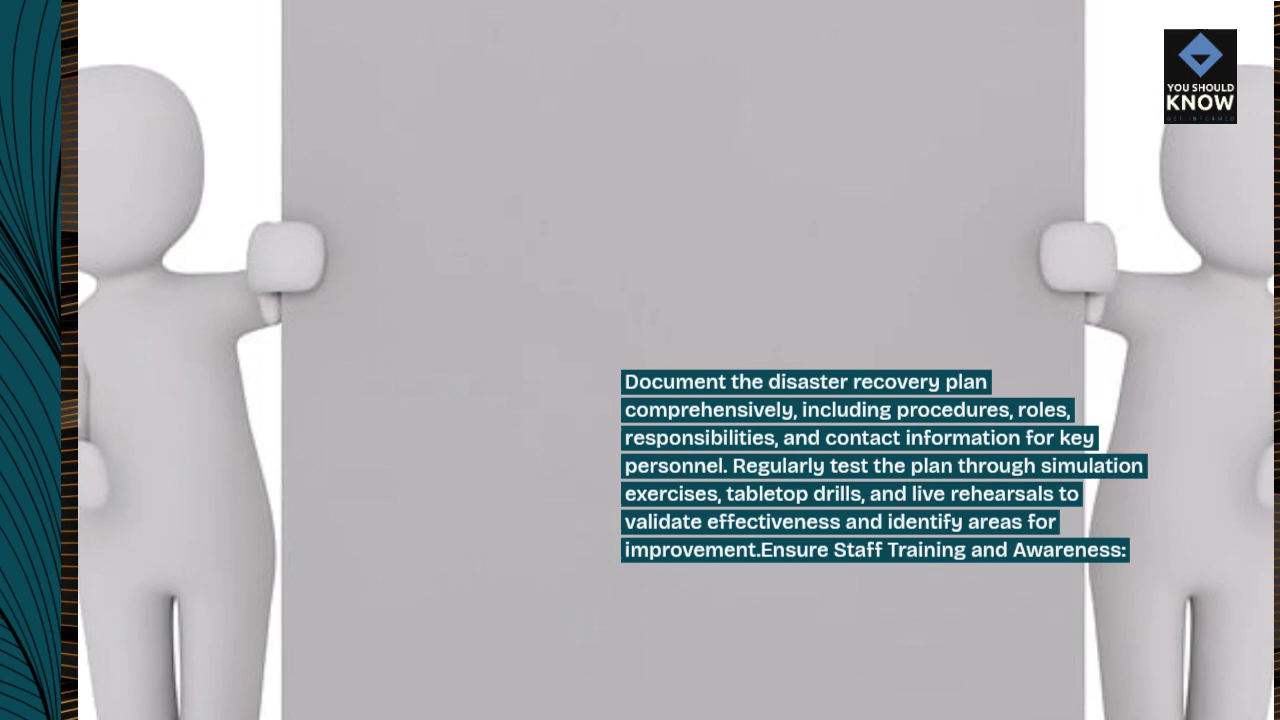 YOU SHOULD
KNOW
GET INFORMED
Document the disaster recovery plan
comprehensively, including procedures, roles,
responsibilities, and contact information for key
personnel. Regularly test the plan through simulation
exercises, tabletop drills, and live rehearsals to
validate effectiveness and identify areas for
improvement.Ensure Staff Training and Awareness: